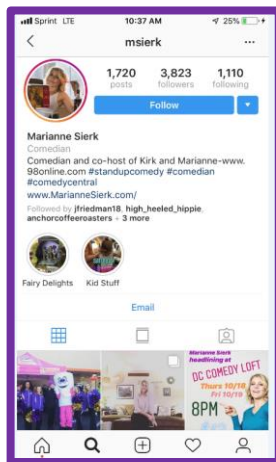 Sprint LTE 10:37 AM 25%
msierk
1,720 3,823 1,110
posts followers following
Follow
Marianne Sierk
Comedian
Comedian and co-host of Kirk and Marianne-www.
98online.com #standupcomedy #comedian
#comedycentral
www.MarianneSierk.com/
Followed by jfriedman18, high_heeled_hippie,
anchorcoffeeroasters + 3 more
Fairy Delights Kid Stuff
Email
Marianne Sierk
headlining at
DC COMEDY LOFT
Thurs 10/18
Fri 10/19
8PM